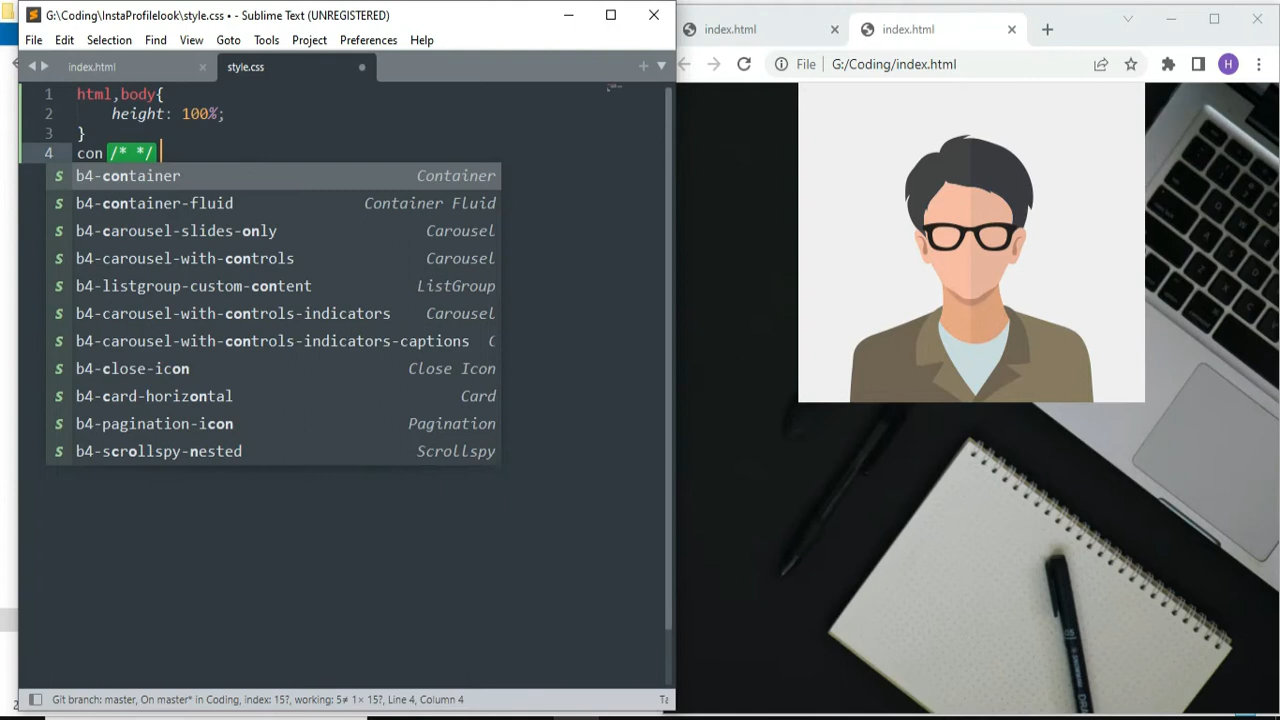 G:\Coding\InstaProfilelook\style.css • - Sublime Text (UNREGISTERED)
File Edit Selection Find View Goto Tools Project Preferences Help
index.html
style.css
1 html,body{
2 height: 100%;
3 }
4 con /* */
S b4-container Container
S b4-container-fluid Container Fluid
S b4-carousel-slides-only Carousel
S b4-carousel-with-controls Carousel
S b4-listgroup-custom-content ListGroup
S b4-carousel-with-controls-indicators Carousel
S b4-carousel-with-controls-indicators-captions C
S b4-close-icon Close Icon
S b4-card-horizontal Card
S b4-pagination-icon Pagination
S b4-scrollspy-nested Scrollspy
Git branch: master, On master* in Coding, index: 15?, working: 5≠ 1× 15?, Line 4, Column 4
index.html
index.html
File G:/Coding/index.html
H